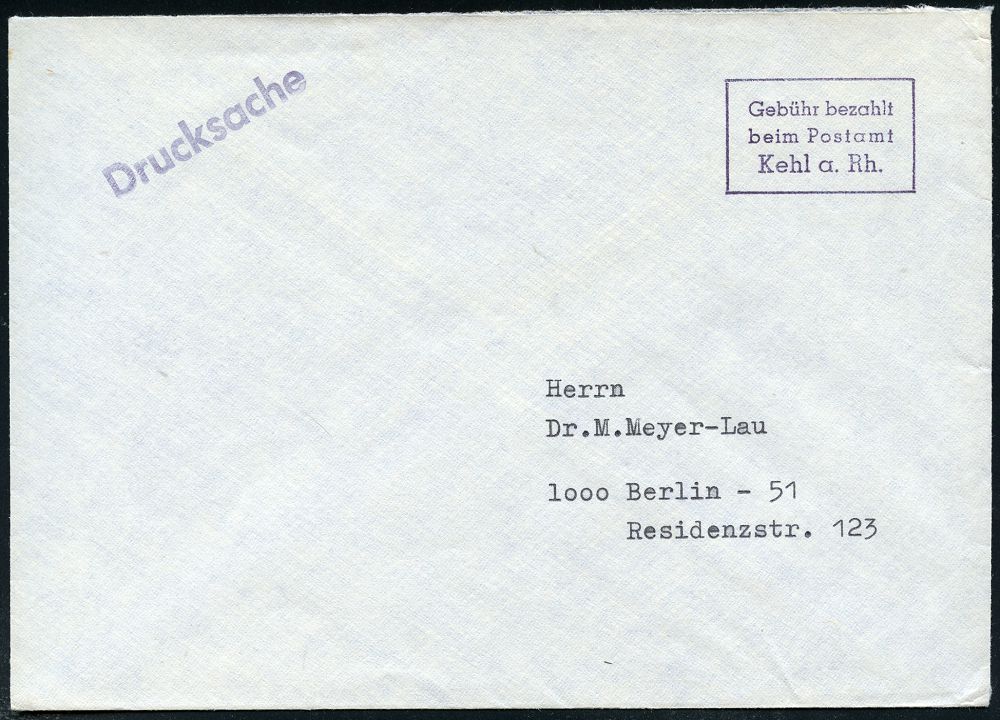 Drucksache
Gebühr bezahlt
beim Postamt
Kehl a. Rh.
Herrn
Dr.M.Meyer-Lau
1ooo Berlin - 51
Residenzstr. 123